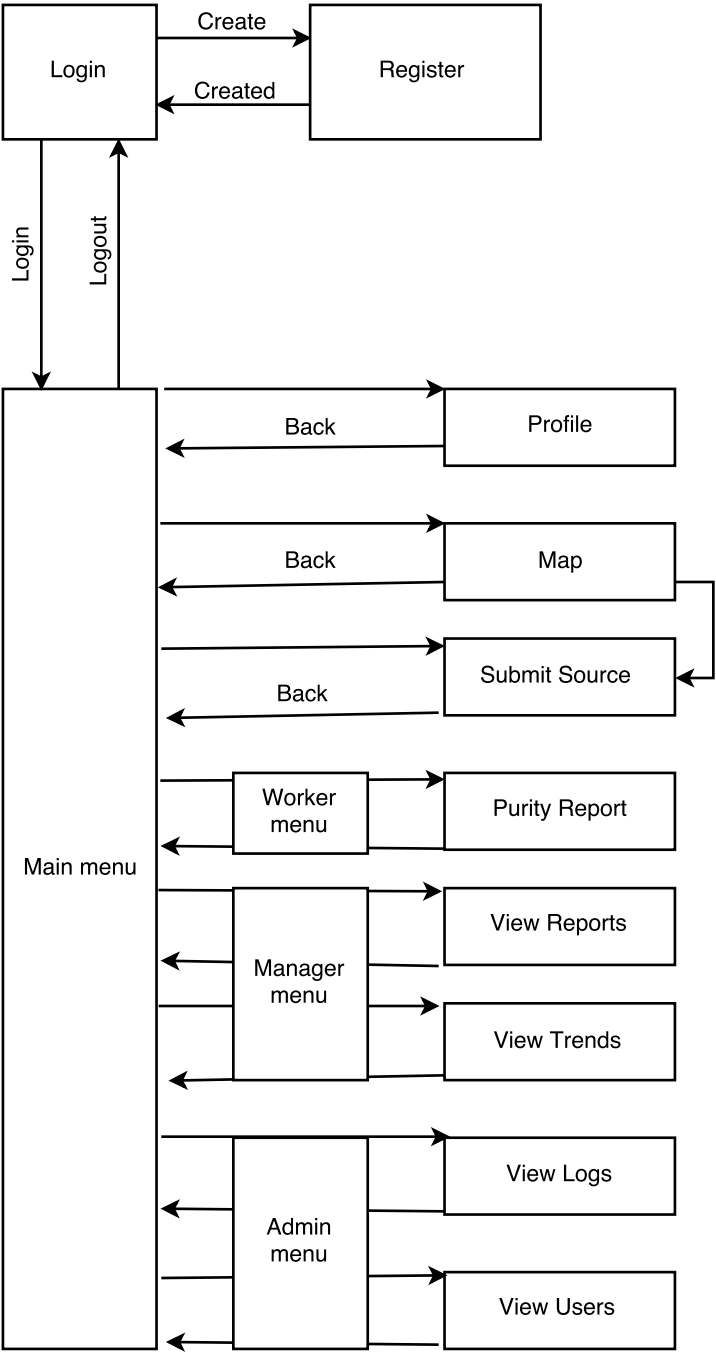 Create
Login
Register
Created
Login
Logout
Profile
Back
Map
Back
Submit Source
Back
Worker
menu
Purity Report
Main menu
View Reports
Manager
menu
View Trends
View Logs
Admin
menu
View Users